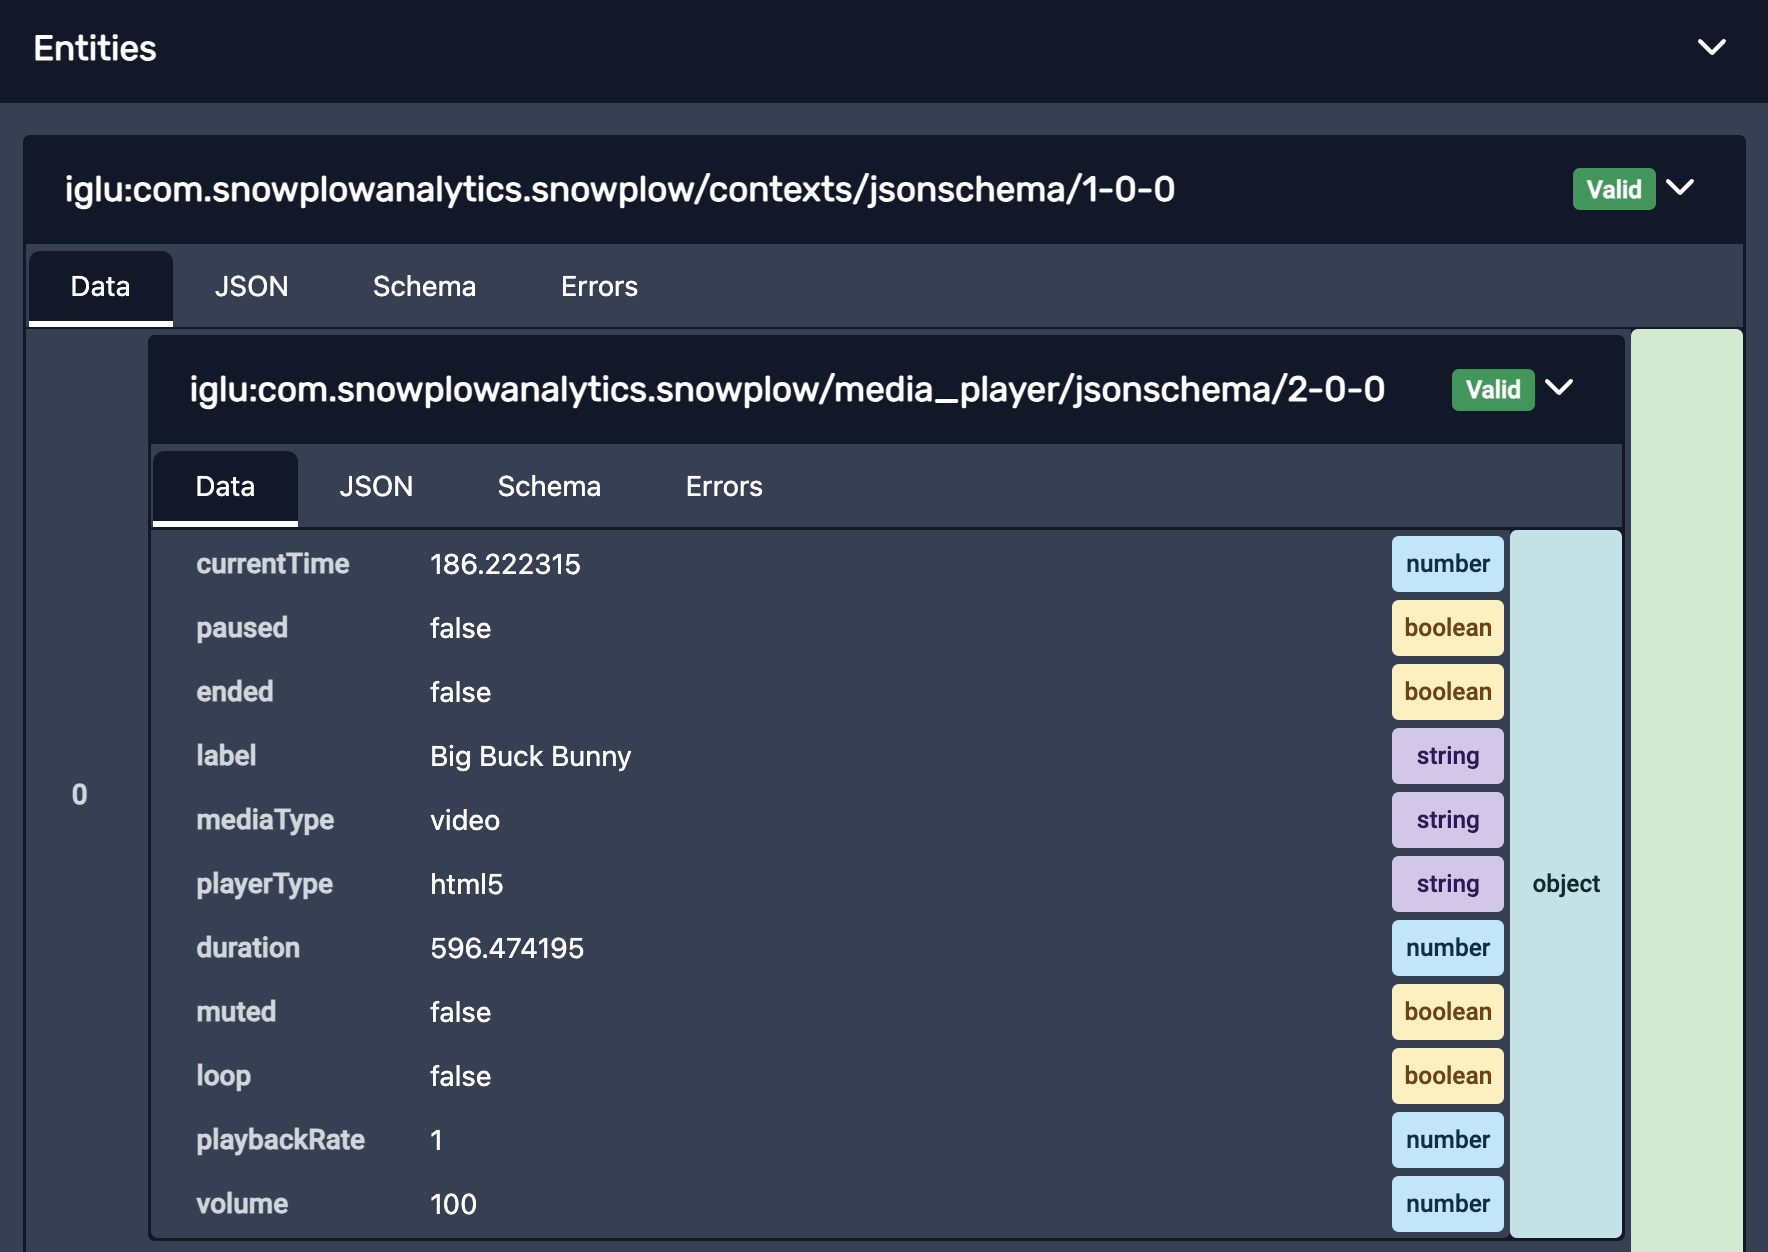 Entities
iglu:com.snowplowanalytics.snowplow/contexts/jsonschema/1-0-0 Valid
Data JSON Schema Errors
iglu:com.snowplowanalytics.snowplow/media_player/jsonschema/2-0-0 Valid
Data JSON Schema Errors
currentTime 186.222315 number
paused false boolean
ended false boolean
label Big Buck Bunny string
0
mediaType video string
playerType html5 string object
duration 596.474195 number
muted false boolean
loop false boolean
playbackRate 1 number
volume 100 number